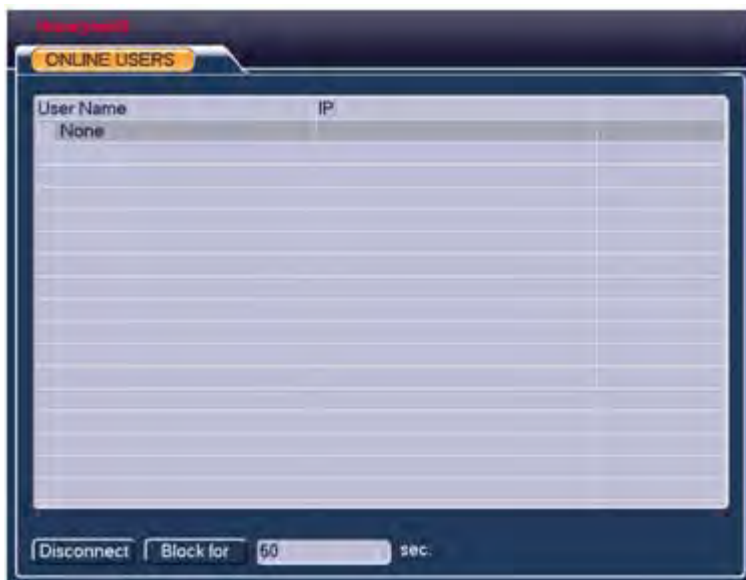 Honeywell
ONLINE USERS
User Name IP
None
Disconnect Block for 60 sec.